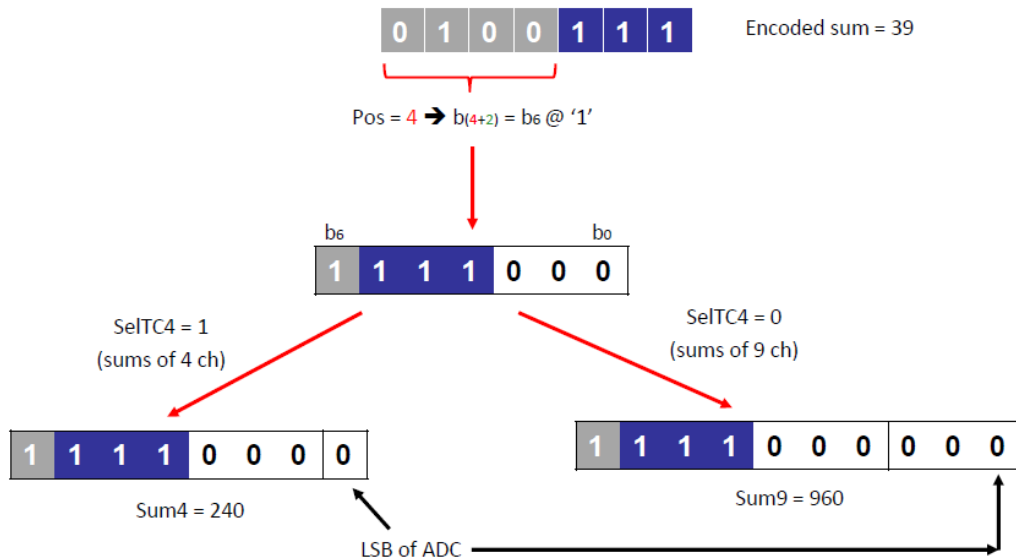 0 1 0 0 1 1 1 Encoded sum = 39
Pos = 4 ➔ b(4+2) = b6 @ ‘1’
b6 b0
1 1 1 1 0 0 0
SelTC4 = 1
(sums of 4 ch)
SelTC4 = 0
(sums of 9 ch)
1 1 1 1 0 0 0 0
1 1 1 1 0 0 0 0 0 0
Sum4 = 240
Sum9 = 960
LSB of ADC